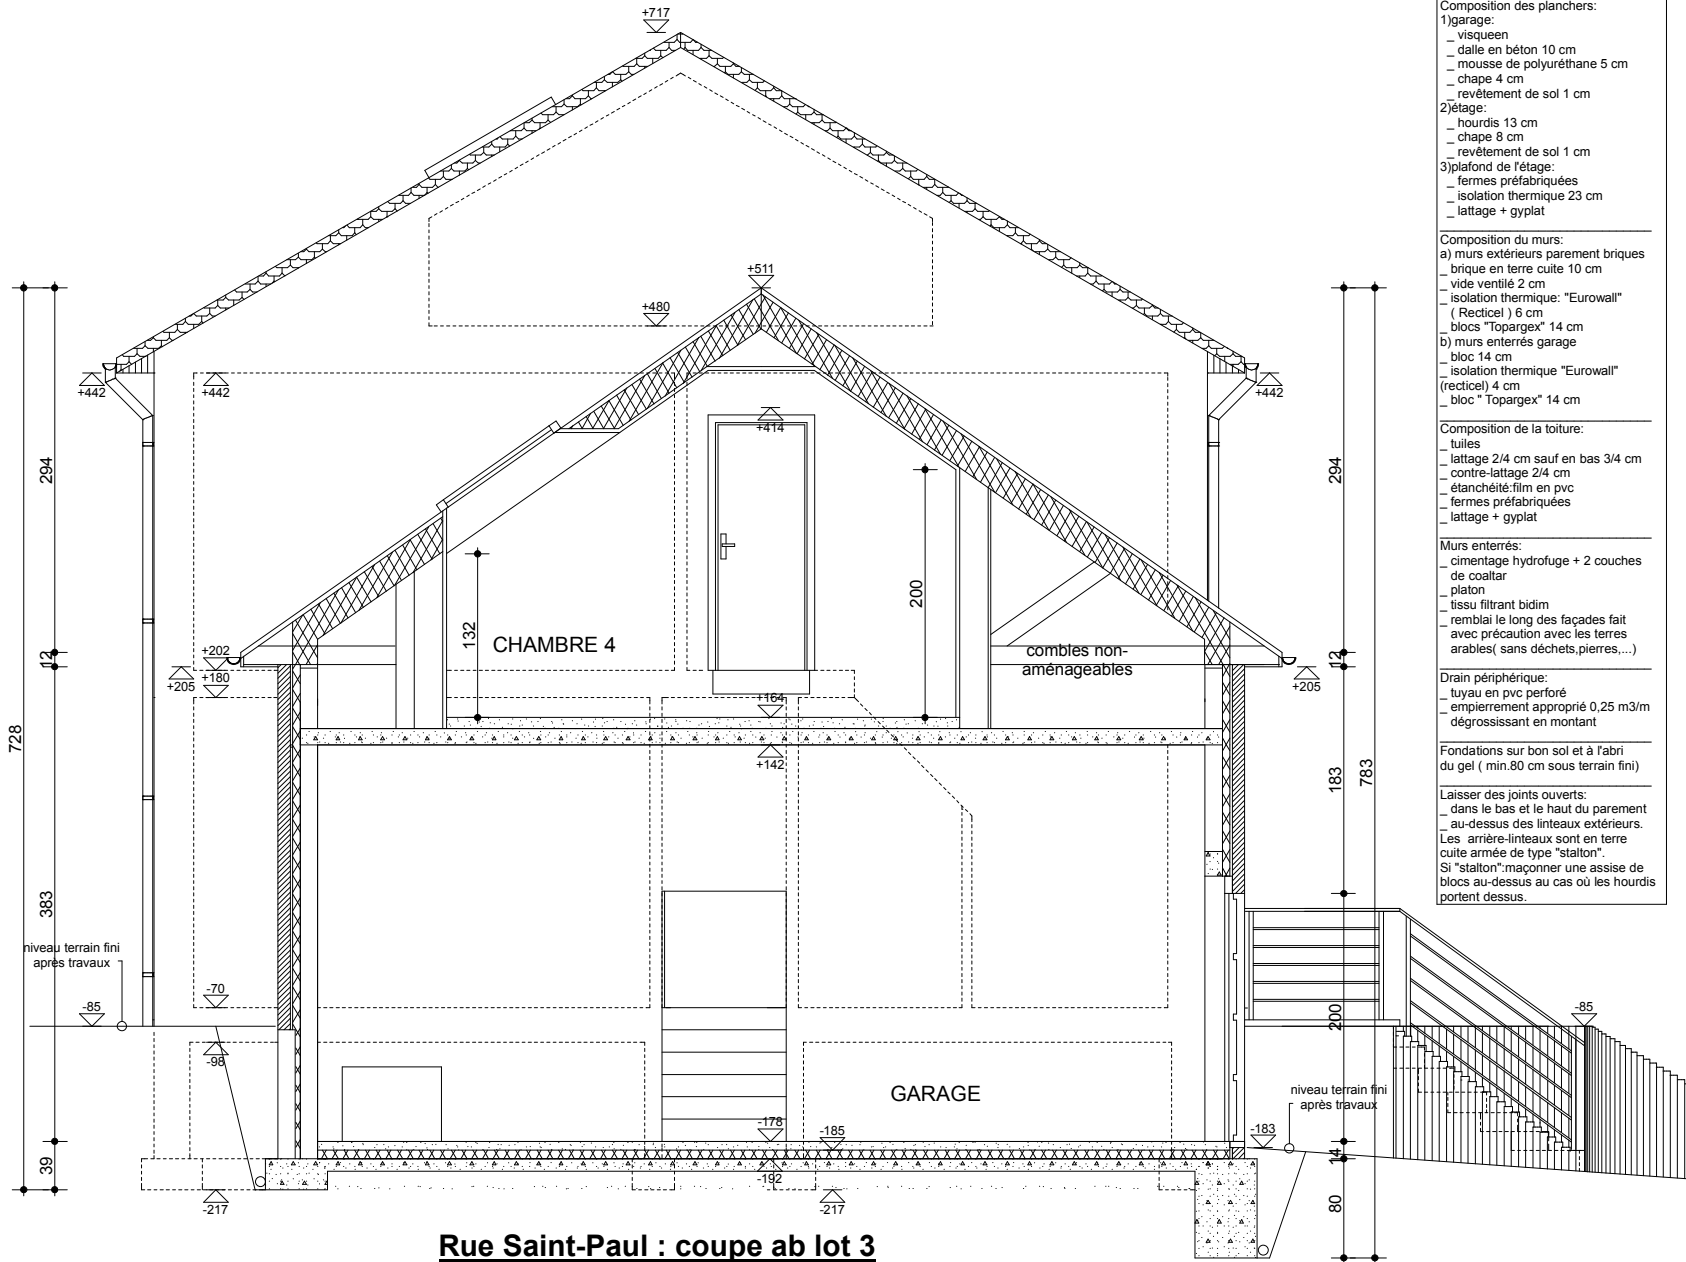 +717
+511
+480
+442
+442
+442
+414
294
294
200
132
CHAMBRE 4
combles non-
aménageables
+202
12
+205
+180
12
+205
+164
+142
728
183
783
383
niveau terrain fini
après travaux
-85
-70
-98
200
-85
GARAGE
niveau terrain fini
après travaux
-178
-185
-183
-192
39
14
80
-217
-217
Rue Saint-Paul : coupe ab lot 3
Composition des planchers:
1)garage:
_ visqueen
_ dalle en béton 10 cm
_ mousse de polyuréthane 5 cm
_ chape 4 cm
_ revêtement de sol 1 cm
2)étage:
_ hourdis 13 cm
_ chape 8 cm
_ revêtement de sol 1 cm
3)plafond de l'étage:
_ fermes préfabriquées
_ isolation thermique 23 cm
_ lattage + gyplat
Composition du murs:
a) murs extérieurs parement briques
_ brique en terre cuite 10 cm
_ vide ventilé 2 cm
_ isolation thermique: "Eurowall"
( Recticel ) 6 cm
_ blocs "Topargex" 14 cm
b) murs enterrés garage
_ bloc 14 cm
_ isolation thermique "Eurowall"
(recticel) 4 cm
_ bloc " Topargex" 14 cm
Composition de la toiture:
_ tuiles
_ lattage 2/4 cm sauf en bas 3/4 cm
_ contre-lattage 2/4 cm
_ étanchéité:film en pvc
_ fermes préfabriquées
_ lattage + gyplat
Murs enterrés:
_ cimentage hydrofuge + 2 couches
de coaltar
_ platon
_ tissu filtrant bidim
_ remblai le long des façades fait
avec précaution avec les terres
arables( sans déchets,pierres,...)
Drain périphérique:
_ tuyau en pvc perforé
_ empierrement approprié 0,25 m3/m
dégrossissant en montant
Fondations sur bon sol et à l'abri
du gel ( min.80 cm sous terrain fini)
Laisser des joints ouverts:
_ dans le bas et le haut du parement
_ au-dessus des linteaux extérieurs.
Les arrière-linteaux sont en terre
cuite armée de type "stalton".
Si "stalton":maçonner une assise de
blocs au-dessus au cas où les hourdis
portent dessus.